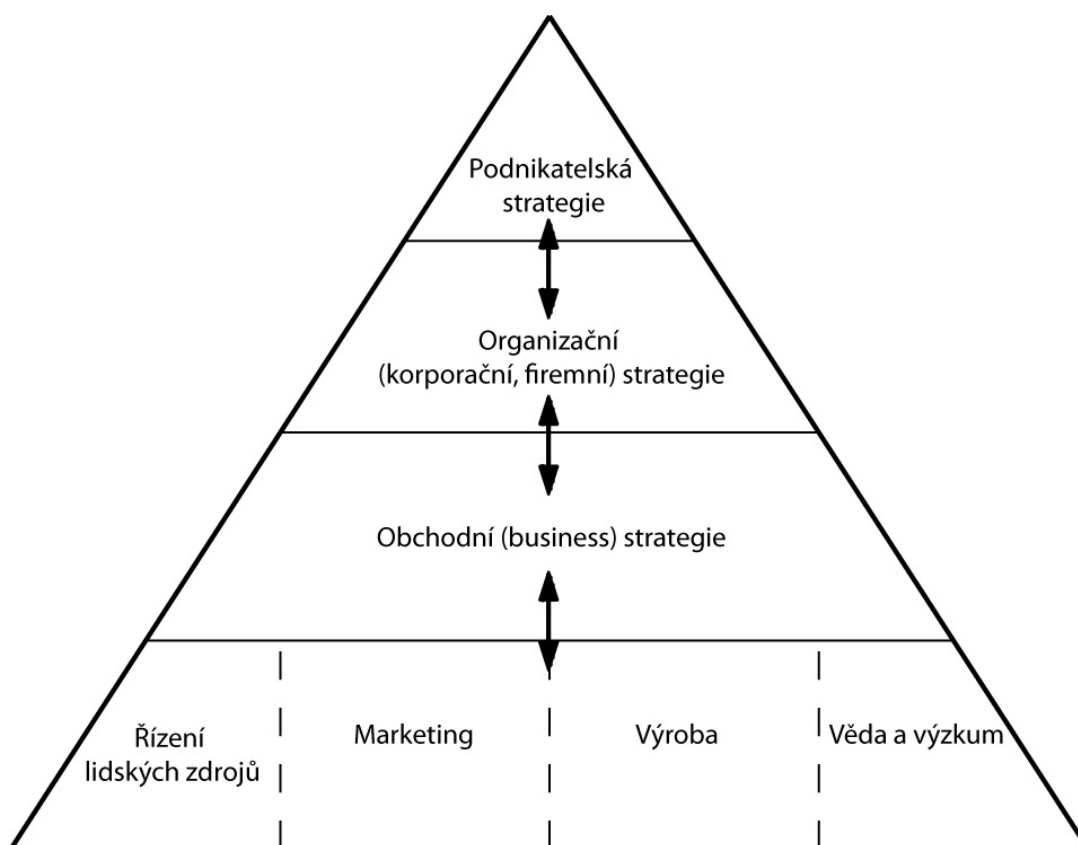 Podnikatelská
strategie
Organizační
(korporační, firemní) strategie
Obchodní (business) strategie
Řízení
lidských zdrojů
Marketing
Výroba
Věda a výzkum